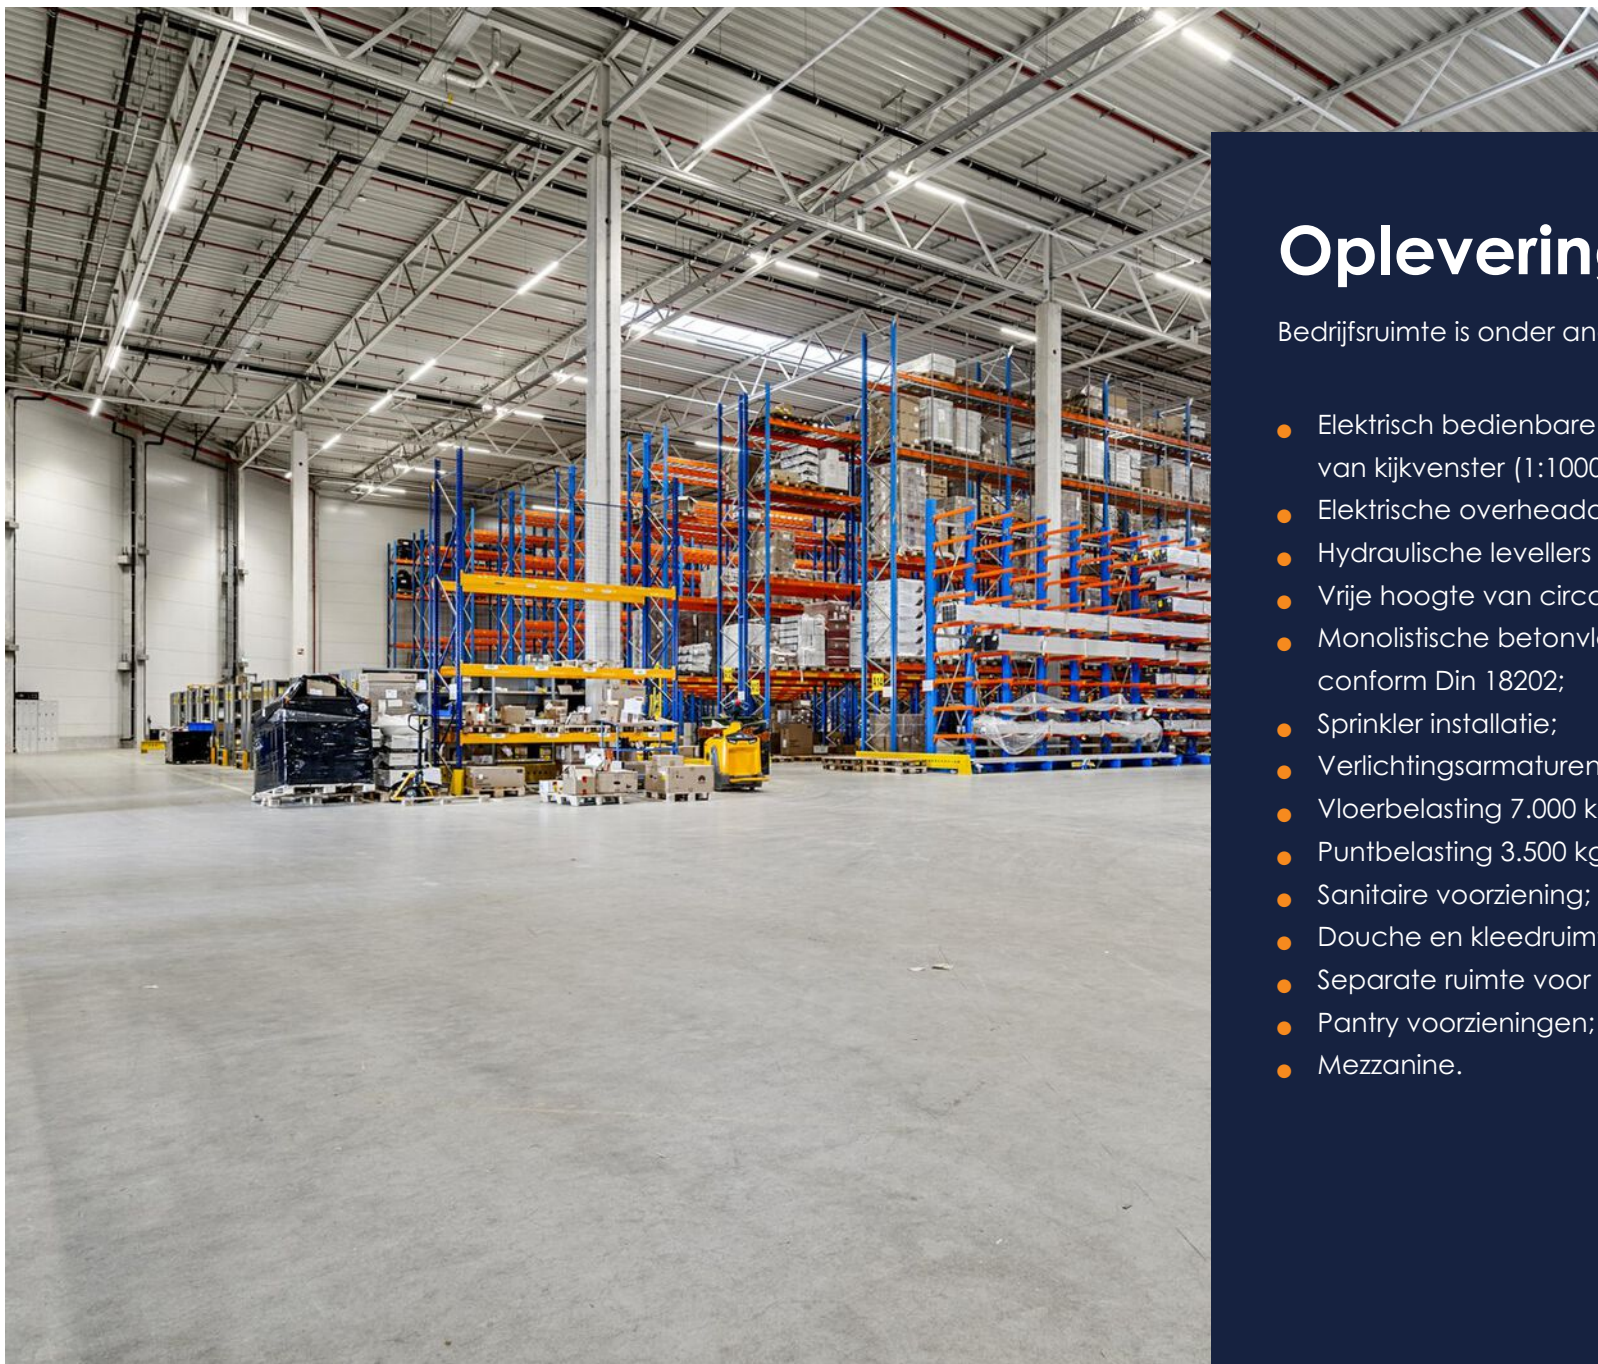 Oplevering
Bedrijfsruimte is onder an
Elektrisch bedienbare
van kijkvenster (1:1000
Elektrische overhead
Hydraulische levellers
Vrije hoogte van circa
Monolistische betonvl
conform Din 18202;
Sprinkler installatie;
Verlichtingsarmaturen
Vloerbelasting 7.000 k
Puntbelasting 3.500 kg
Sanitaire voorziening;
Douche en kleedruim
Separate ruimte voor
Pantry voorzieningen;
Mezzanine.